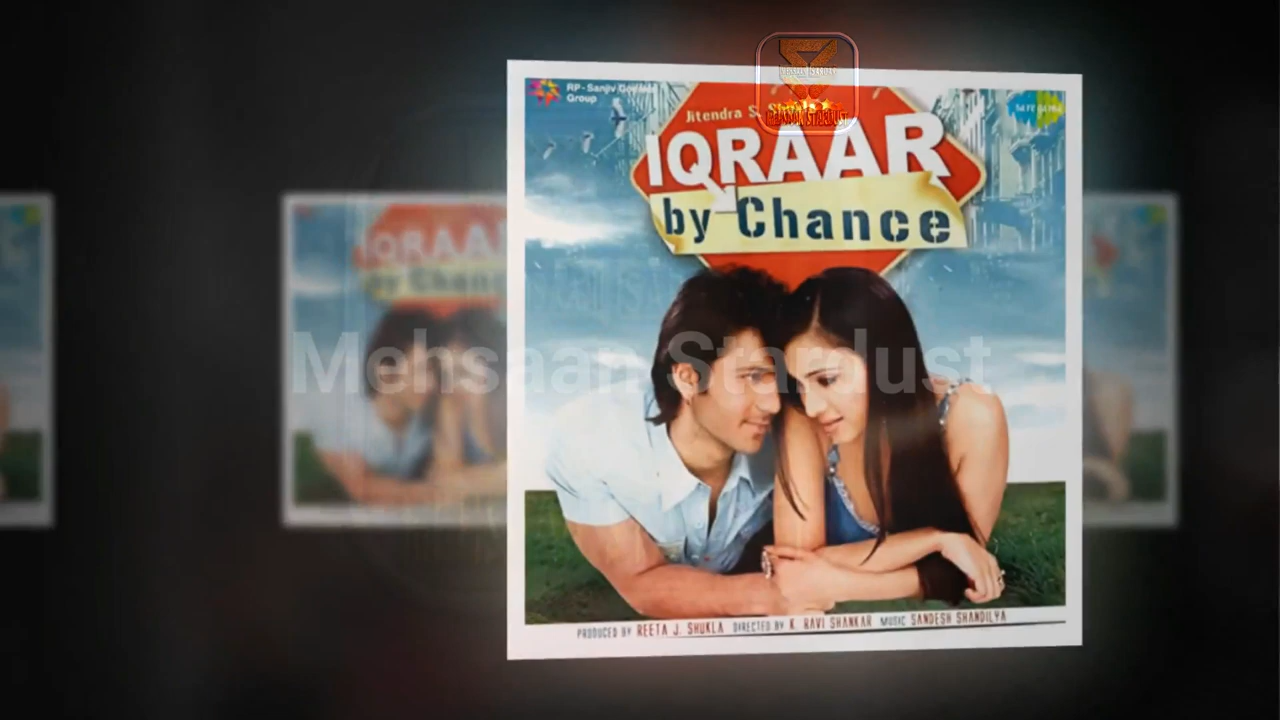 RP-Sanjiv Goenka
Group
Jitendra S.
IQRAAR
by Chance
Mehsaan Stardust
PRODUCED BY REETA J. SHUKLA DIRECTED BY K. RAVI SHANKAR MUSIC SANDESH SHANDILYA